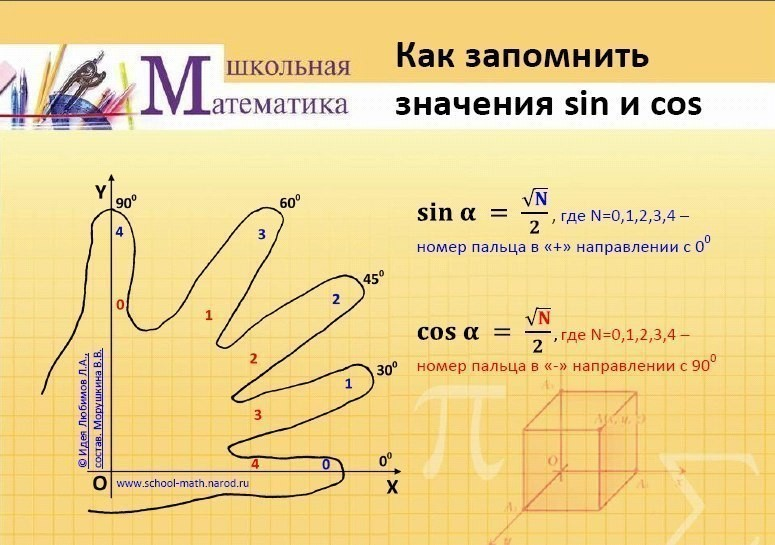 школьная
Математика
Как запомнить
значения sin и cos
Y
90⁰
60⁰
45⁰
30⁰
0⁰
4
3
2
1
0
0
1
2
3
4
O
X
© Идея Любимов Л.А.,
состав. Морушкина В.В.
www.school-math.narod.ru
sin α = √N/2, где N=0,1,2,3,4 –
номер пальца в «+» направлении с 0⁰
cos α = √N/2, где N=0,1,2,3,4 –
номер пальца в «-» направлении с 90⁰
π
O
Σ